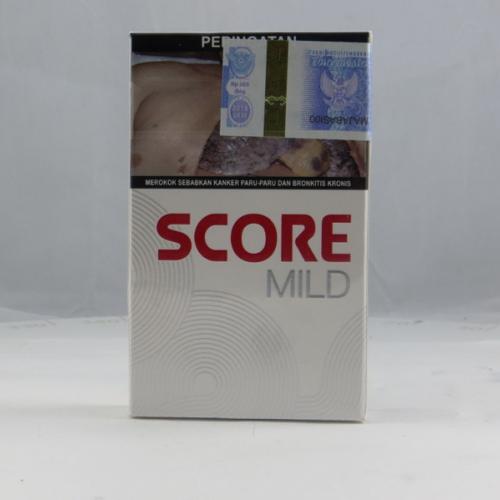 PERINGATAN
MEROKOK SEBABKAN KANKER PARU-PARU DAN BRONKITIS KRONIS
SCORE
MILD